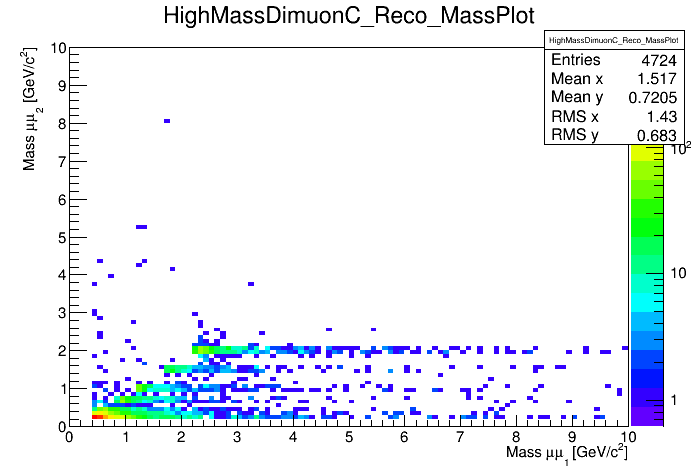 HighMassDimuonC_Reco_MassPlot
HighMassDimuonC_Reco_MassPlot
Entries 4724
Mean x 1.517
Mean y 0.7205
RMS x 1.43
RMS y 0.683
Mass μμ₂ [GeV/c²]
10
9
8
7
6
5
4
3
2
1
0
0 1 2 3 4 5 6 7 8 9 10
Mass μμ₁ [GeV/c²]
10²
10
1